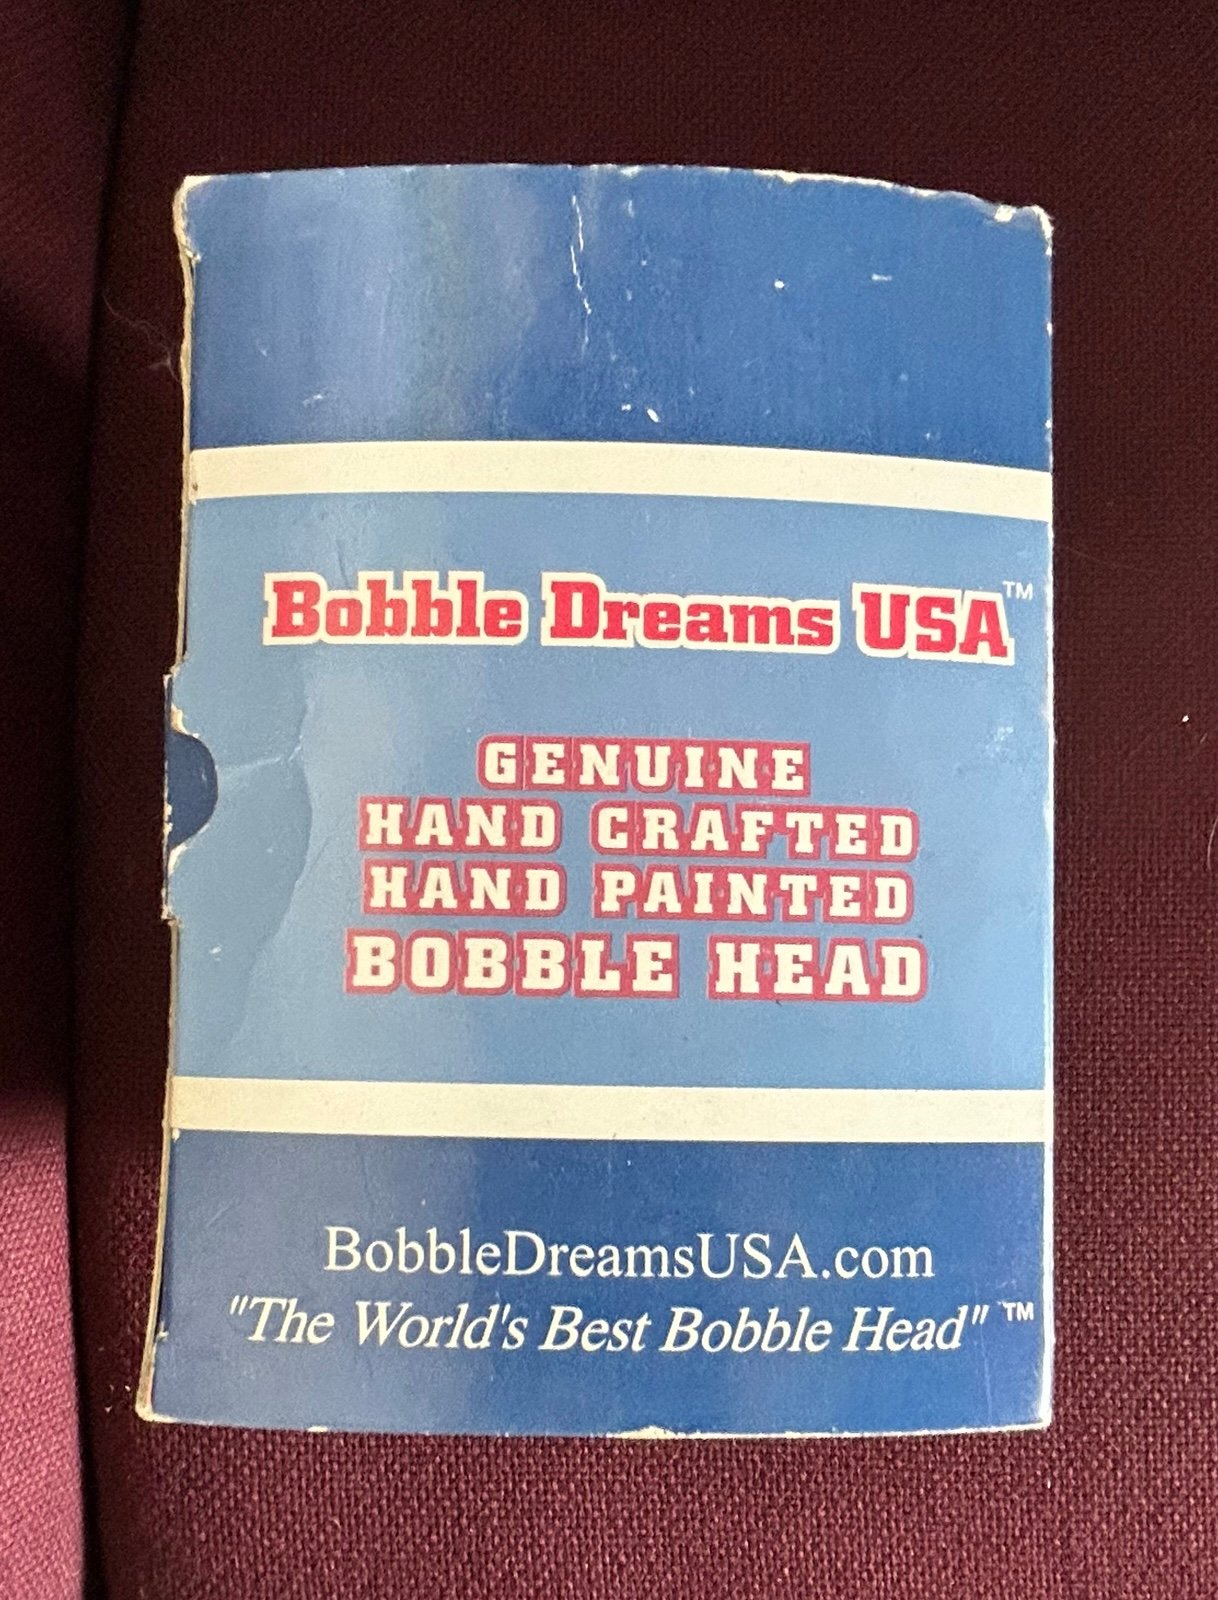 Bobble Dreams USA™
GENUINE
HAND CRAFTED
HAND PAINTED
BOBBLE HEAD
BobbleDreamsUSA.com
"The World's Best Bobble Head" ™